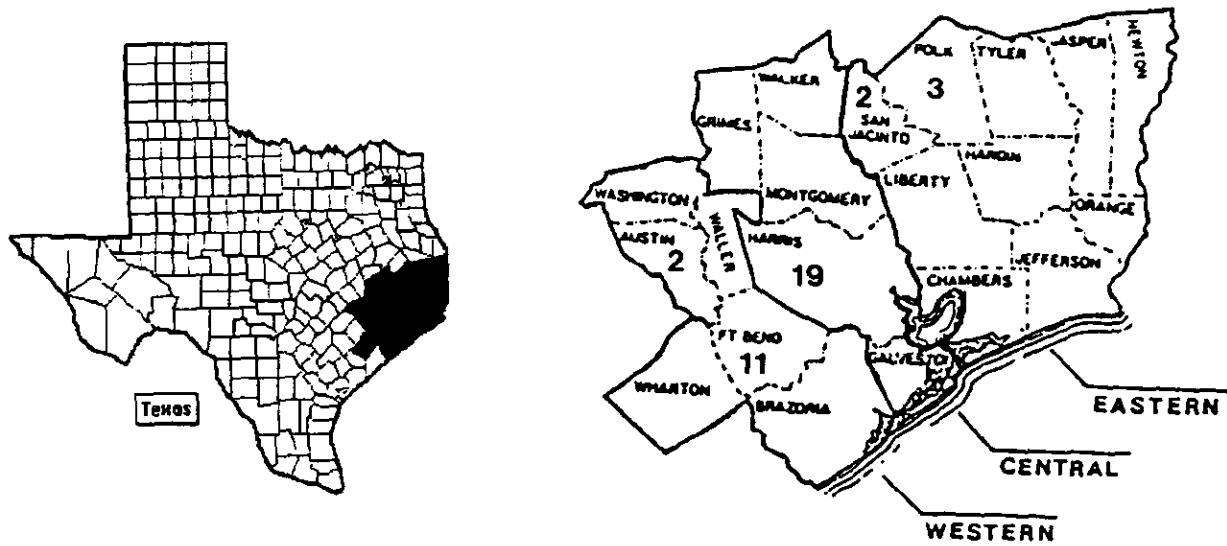 Texas
WALKER
GRIMES
POLK
3
TYLER
ASPER
NEWTON
2
SAN
JACINTO
HARDIN
LIBERTY
MONTGOMERY
WASHINGTON
AUSTIN
2
WALLER
HARRIS
19
ORANGE
JEFFERSON
CHAMBERS
FT BEND
11
GALVESTO
WHARTON
BRAZORIA
EASTERN
CENTRAL
WESTERN